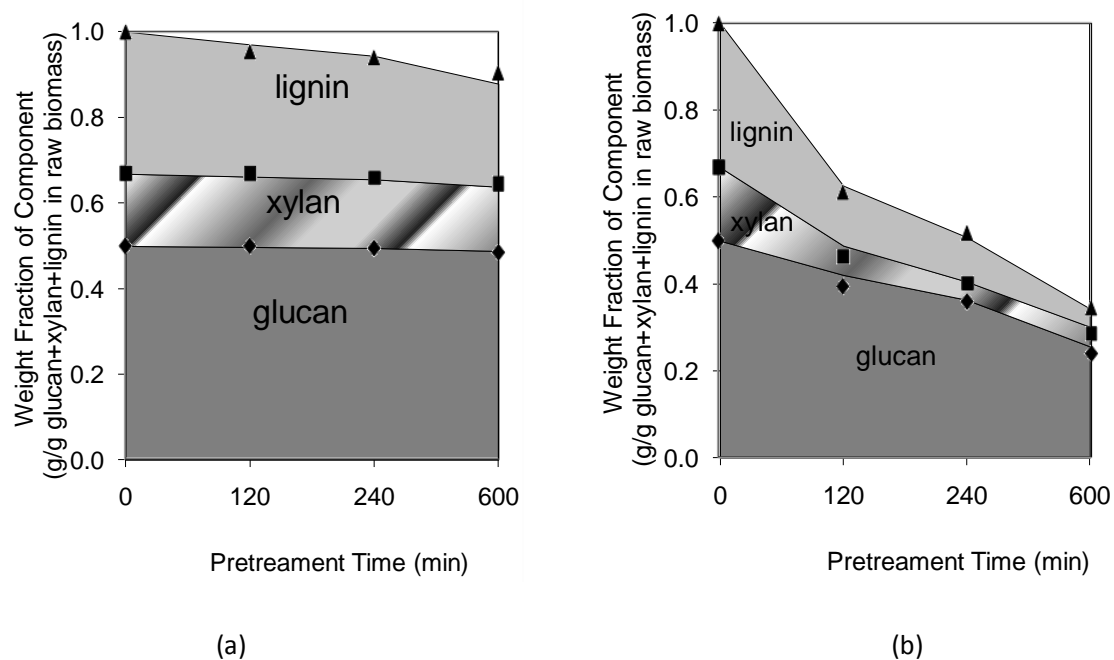 Weight Fraction of Component
(g/g glucan+xylan+lignin in raw biomass)
1.0
0.8
0.6
0.4
0.2
0.0
lignin
xylan
glucan
0 120 240 600
Pretreament Time (min)
(a)
Weight Fraction of Component
(g/g glucan+xylan+lignin in raw biomass)
1.0
0.8
0.6
0.4
0.2
0.0
lignin
xylan
glucan
0 120 240 600
Pretreament Time (min)
(b)